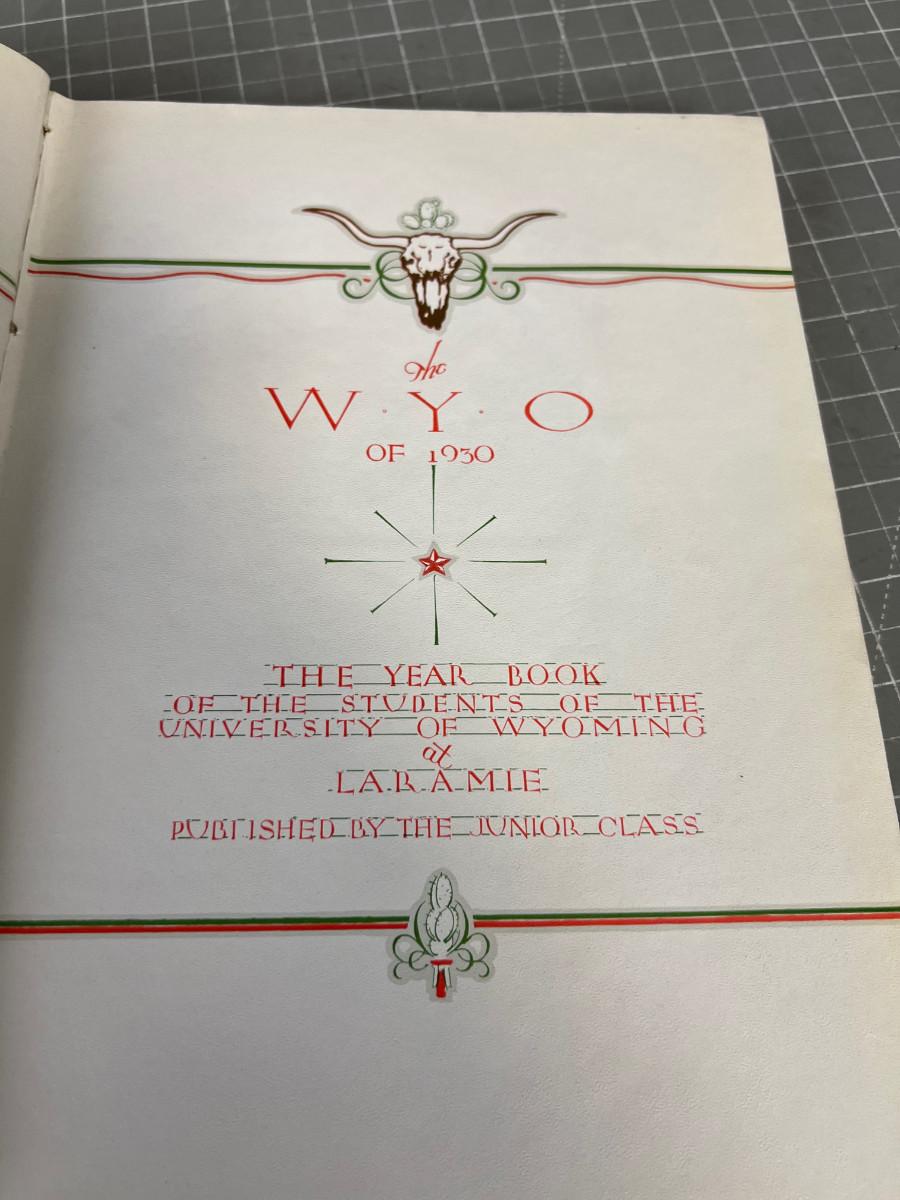 The
W · Y · O
OF 1930
THE YEAR BOOK
OF THE STUDENTS OF THE
UNIVERSITY OF WYOMING
at
LARAMIE
PUBLISHED BY THE JUNIOR CLASS